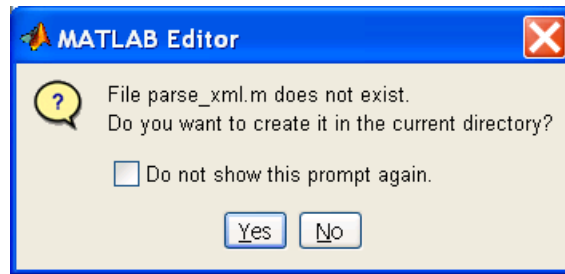 MATLAB Editor
?
File parse_xml.m does not exist.
Do you want to create it in the current directory?
Do not show this prompt again.
Yes No